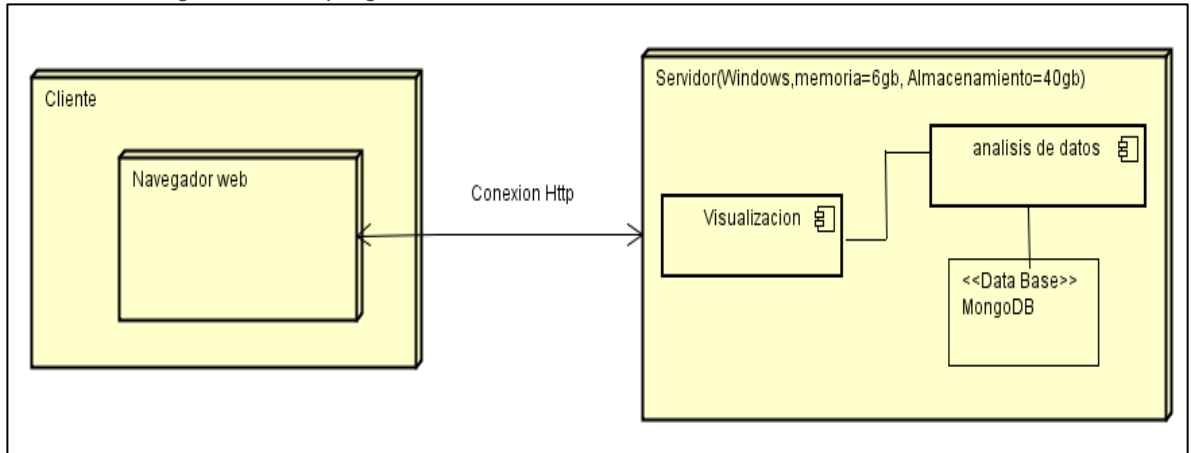 Cliente
Navegador web
Conexion Http
Servidor(Windows,memoria=6gb, Almacenamiento=40gb)
analisis de datos
Visualizacion
<<Data Base>>
MongoDB